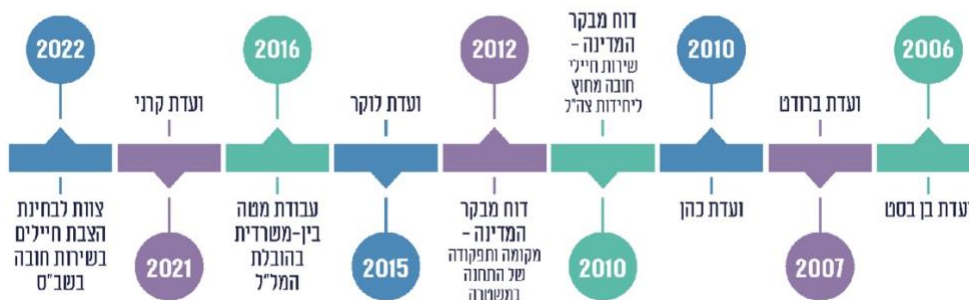 2006
ועדת בן בסט
ועדת ברודט
2007
2010
ועדת כהן
דוח מבקר
המדינה –
שירות חיילי
חובה מחוץ
ליחידות צה"ל
2010
2012
דוח מבקר
המדינה –
מקומה ותפקודה
של התחנה
במשטרה
ועדת לוקר
2015
2016
עבודת מטה
בין-משרדית
בהובלת
המל"ל
ועדת קרני
2021
2022
צוות לבחינת
הצבת חיילים
בשירות חובה
בשב"ס